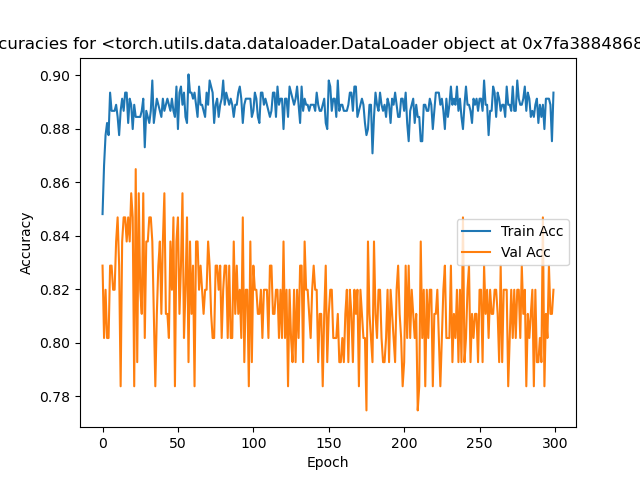 curacies for <torch.utils.data.dataloader.DataLoader object at 0x7fa3884868
0.90
0.88
0.86
0.84
0.82
0.80
0.78
Accuracy
Train Acc
Val Acc
0 50 100 150 200 250 300
Epoch